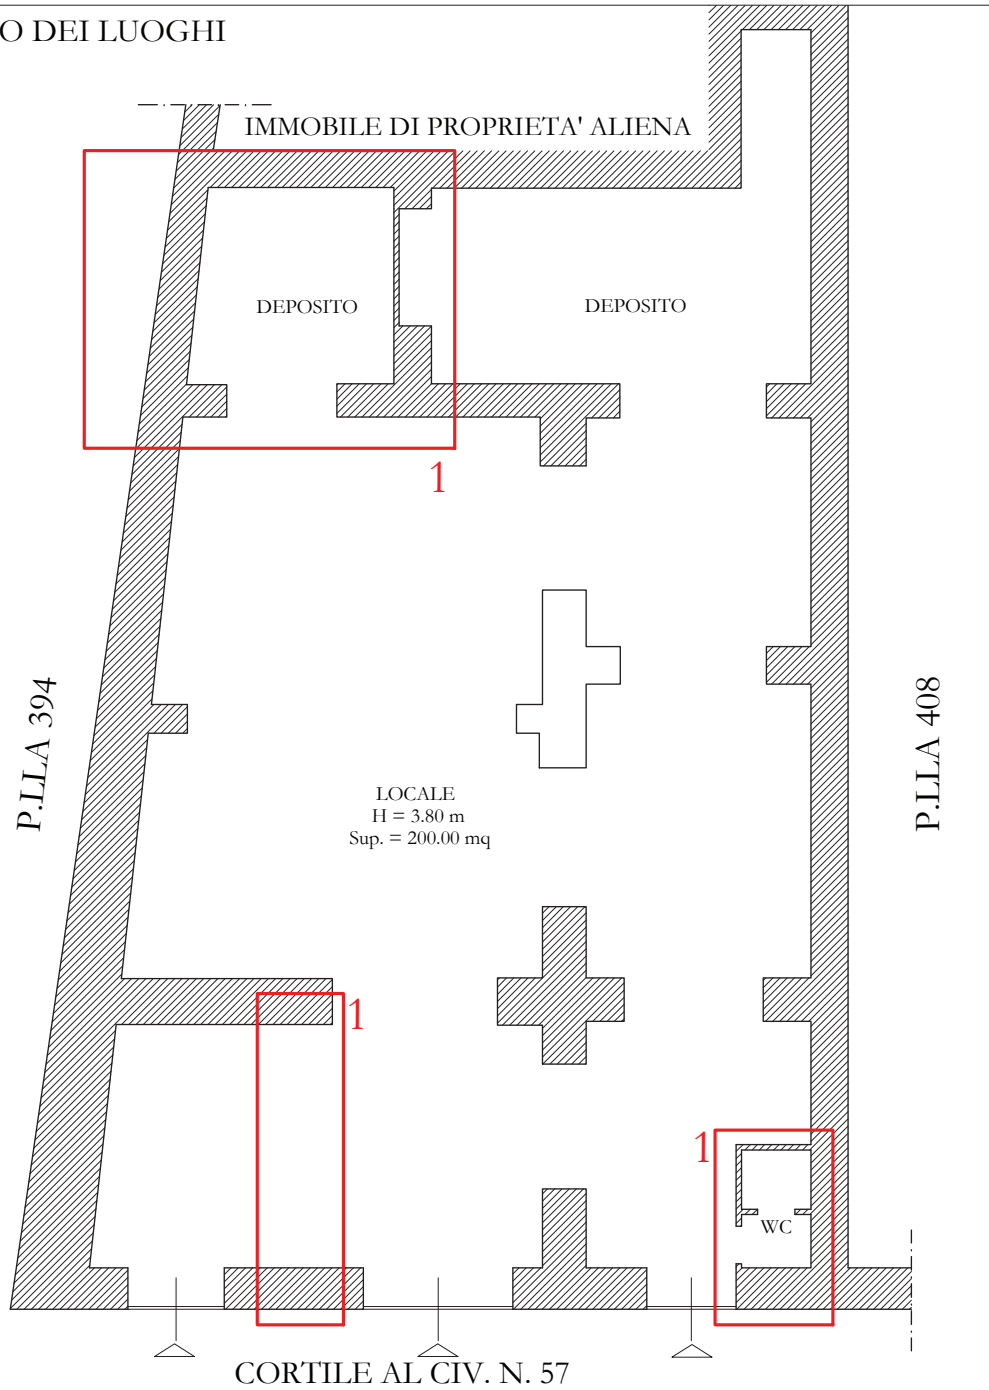 O DEI LUOGHI
IMMOBILE DI PROPRIETA' ALIENA
DEPOSITO
DEPOSITO
1
P.LLA 394
P.LLA 408
LOCALE
H = 3.80 m
Sup. = 200.00 mq
1
1
WC
CORTILE AL CIV. N. 57